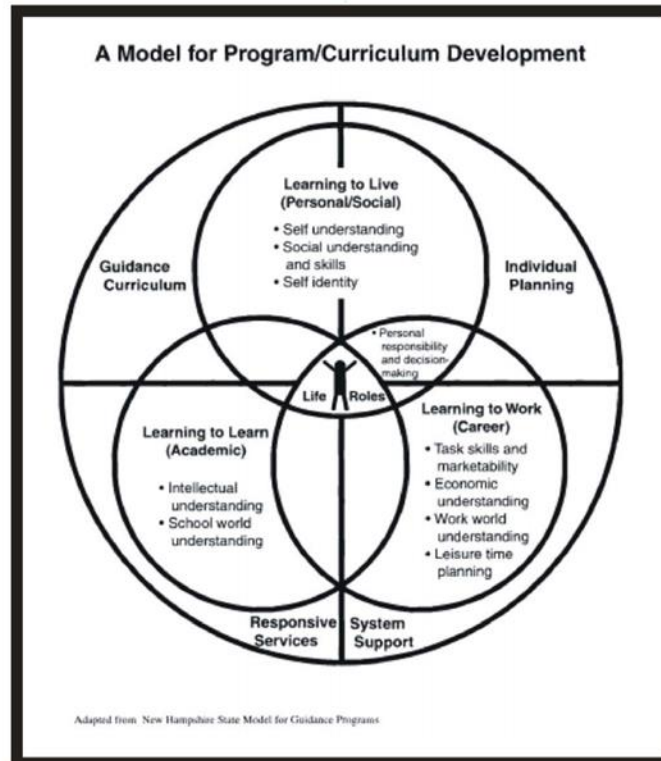 A Model for Program/Curriculum Development
Learning to Live
(Personal/Social)
• Self understanding
• Social understanding
and skills
• Self identity
Guidance
Curriculum
Individual
Planning
• Personal
responsibility
and decision-
making
Life Roles
Learning to Learn
(Academic)
• Intellectual
understanding
• School world
understanding
Learning to Work
(Career)
• Task skills and
marketability
• Economic
understanding
• Work world
understanding
• Leisure time
planning
Responsive
Services
System
Support
Adapted from New Hampshire State Model for Guidance Programs